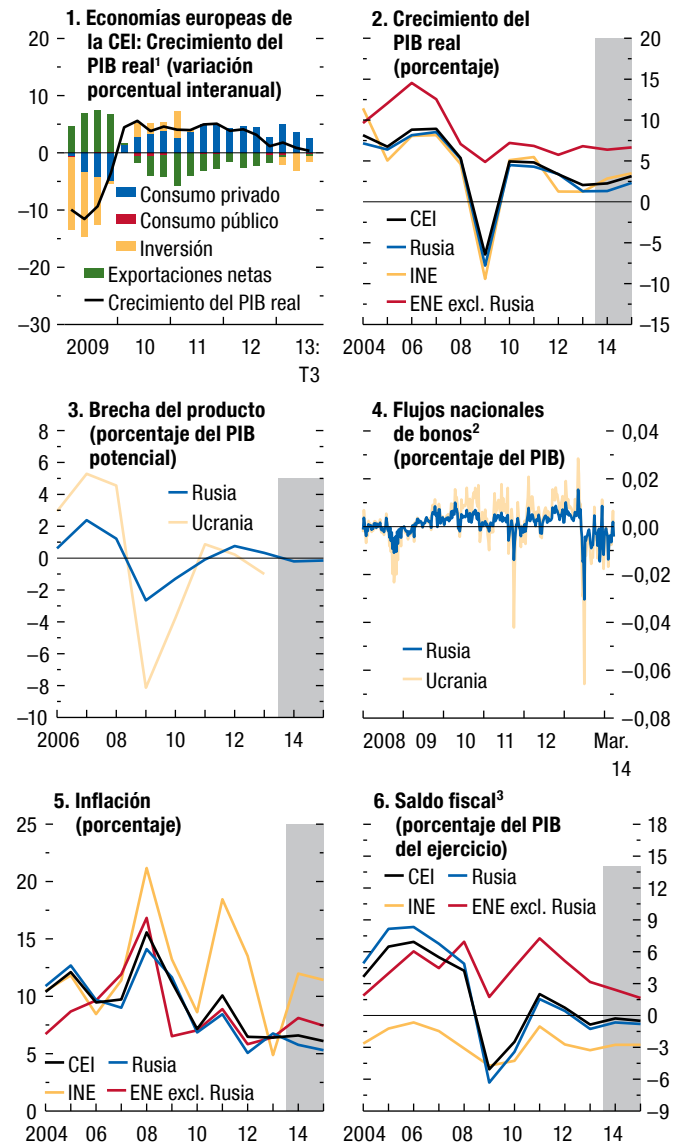 1. Economías europeas de
la CEI: Crecimiento del
PIB real¹ (variación
porcentual interanual)
20
10
0
–10
–20
–30
Consumo privado
Consumo público
Inversión
Exportaciones netas
Crecimiento del PIB real
2009 10 11 12 13:
T3
2. Crecimiento del
PIB real
(porcentaje)
20
15
10
5
0
–5
–10
–15
CEI
Rusia
INE
ENE excl. Rusia
2004 06 08 10 12 14
3. Brecha del producto
(porcentaje del PIB
potencial)
8
6
4
2
0
–2
–4
–6
–8
–10
Rusia
Ucrania
2006 08 10 12 14
4. Flujos nacionales
de bonos²
(porcentaje del PIB)
0,04
0,02
0,00
–0,02
–0,04
–0,06
–0,08
Rusia
Ucrania
2008 09 10 11 12 Mar.
14
5. Inflación
(porcentaje)
25
20
15
10
5
0
CEI Rusia
INE ENE excl. Rusia
2004 06 08 10 12 14
6. Saldo fiscal³
(porcentaje del PIB
del ejercicio)
18
15
12
9
6
3
0
–3
–6
–9
CEI Rusia
INE ENE excl. Rusia
2004 06 08 10 12 14